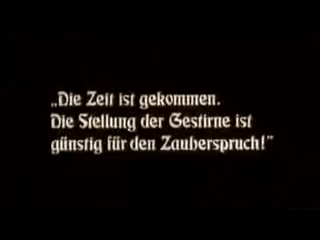 „Die Zeit ist gekommen.
Die Stellung der Gestirne ist
günstig für den Zauberspruch!"